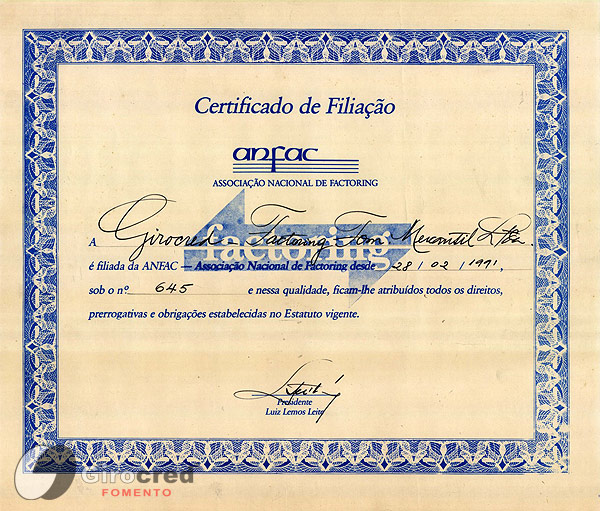 Certificado de Filiação
anfac
ASSOCIAÇÃO NACIONAL DE FACTORING
factoring
A Girocred Factoring Fom Mercantil Ltda.
é filiada da ANFAC — Associação Nacional de Factoring desde 28/02/1991,
sob o nº 645 e nessa qualidade, ficam-lhe atribuídos todos os direitos,
prerrogativas e obrigações estabelecidas no Estatuto vigente.
Presidente
Luiz Lemos Leite
Girocred
FOMENTO